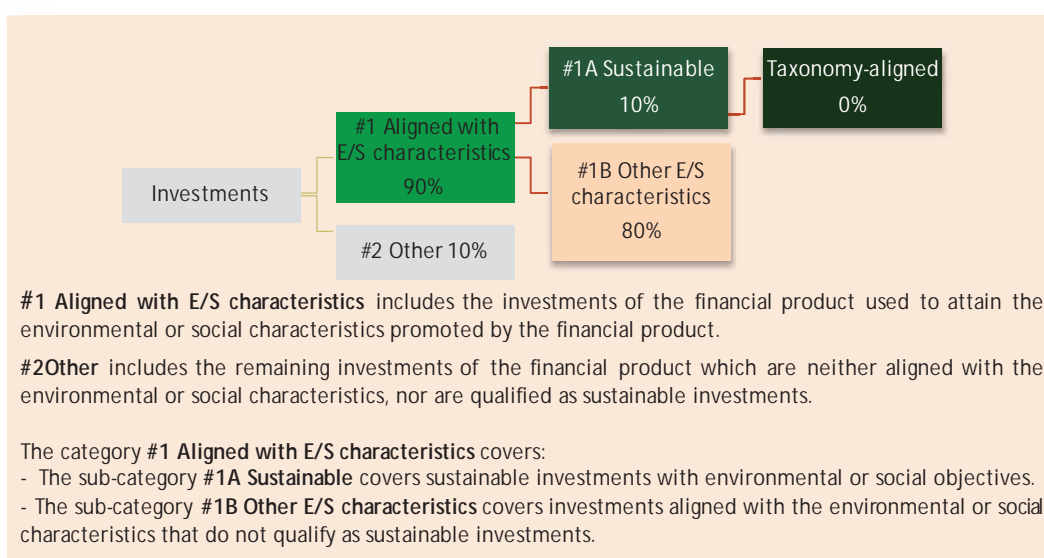 #1A Sustainable
10%
Taxonomy-aligned
0%
#1 Aligned with
E/S characteristics
90%
#1B Other E/S
characteristics
80%
Investments
#2 Other 10%
#1 Aligned with E/S characteristics includes the investments of the financial product used to attain the
environmental or social characteristics promoted by the financial product.
#2Other includes the remaining investments of the financial product which are neither aligned with the
environmental or social characteristics, nor are qualified as sustainable investments.
The category #1 Aligned with E/S characteristics covers:
- The sub-category #1A Sustainable covers sustainable investments with environmental or social objectives.
- The sub-category #1B Other E/S characteristics covers investments aligned with the environmental or social
characteristics that do not qualify as sustainable investments.